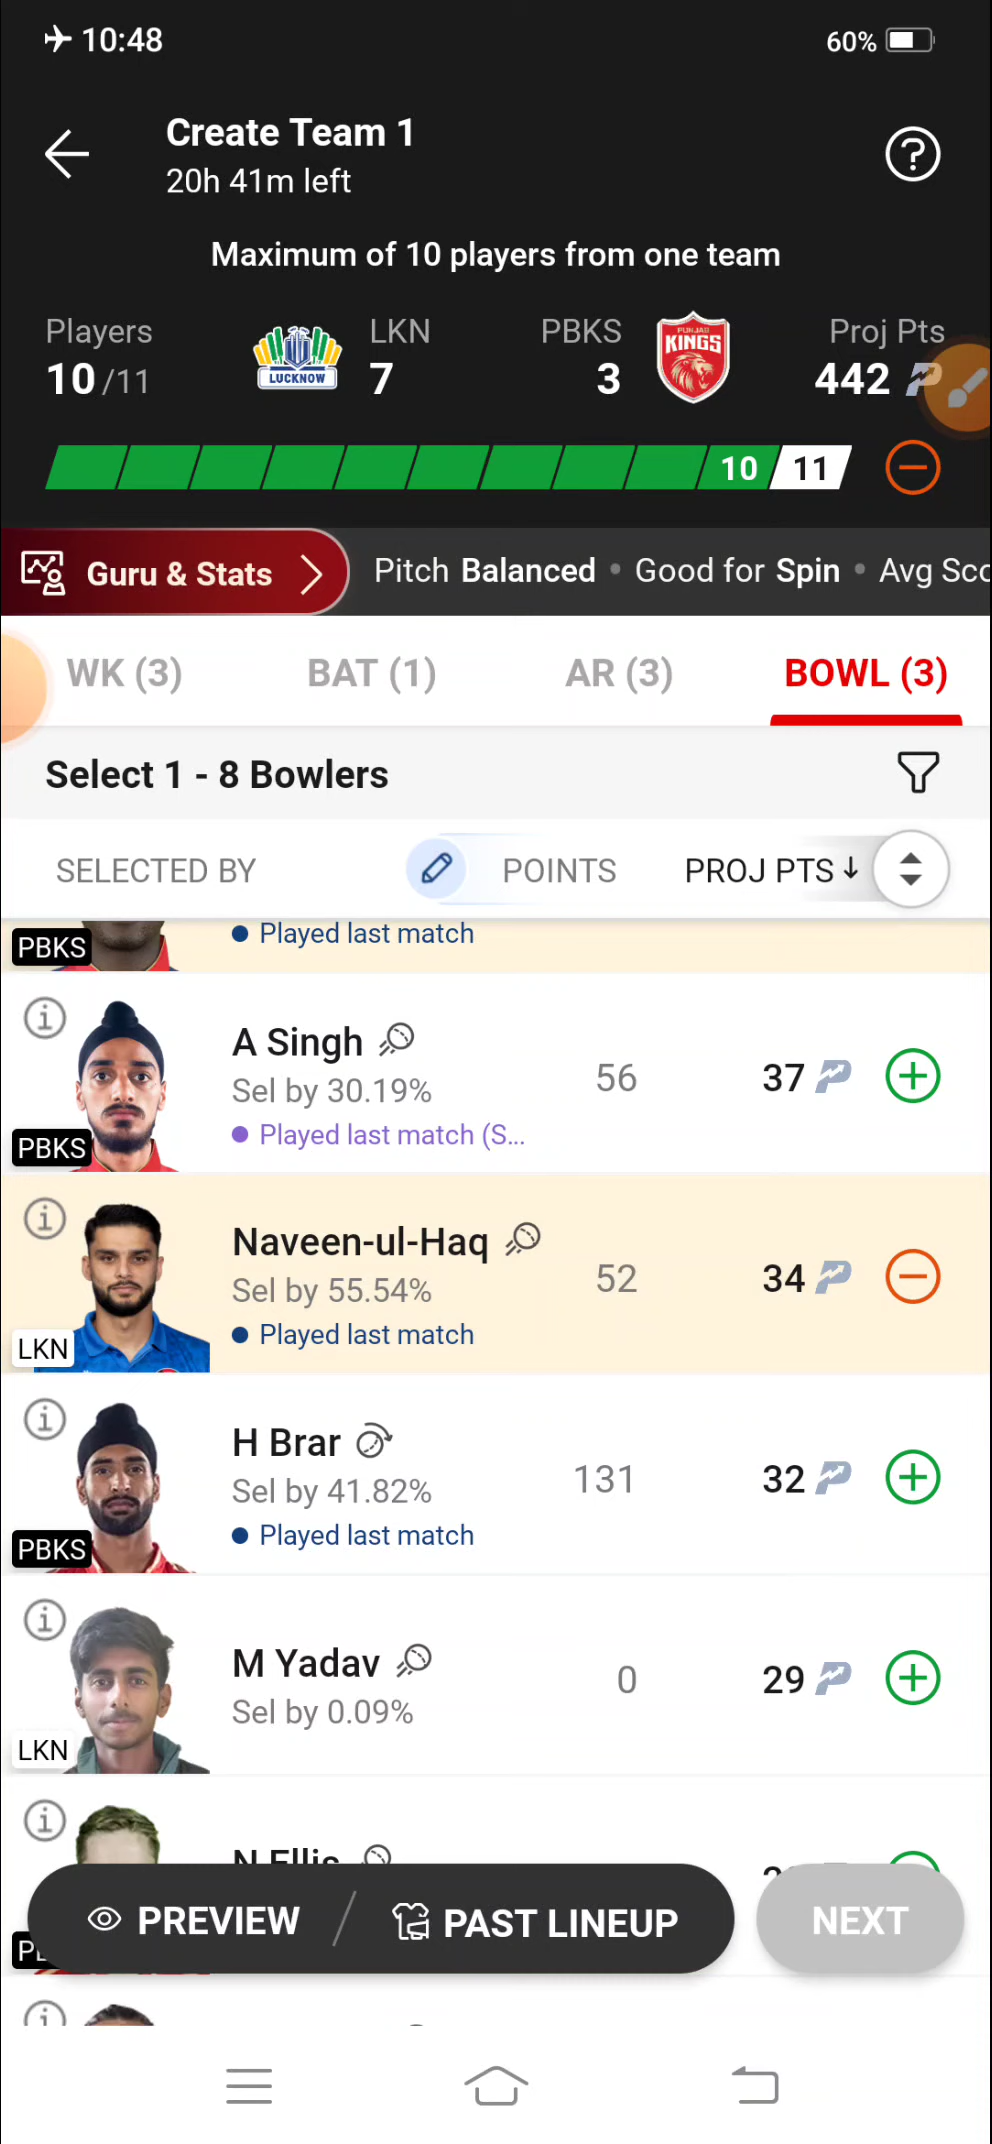 10:48
60%
Create Team 1
20h 41m left
Maximum of 10 players from one team
Players
10/11
LUCKNOW
LKN
7
PBKS
3
PUNJAB
KINGS
Proj Pts
442
10
11
Guru & Stats
Pitch Balanced • Good for Spin • Avg Sco
WK (3)
BAT (1)
AR (3)
BOWL (3)
Select 1 - 8 Bowlers
SELECTED BY
POINTS
PROJ PTS ↓
PBKS
Played last match
A Singh
Sel by 30.19%
Played last match (S...
PBKS
56
37
Naveen-ul-Haq
Sel by 55.54%
Played last match
LKN
52
34
H Brar
Sel by 41.82%
Played last match
PBKS
131
32
M Yadav
Sel by 0.09%
LKN
0
29
N Ellis
PREVIEW
PAST LINEUP
NEXT